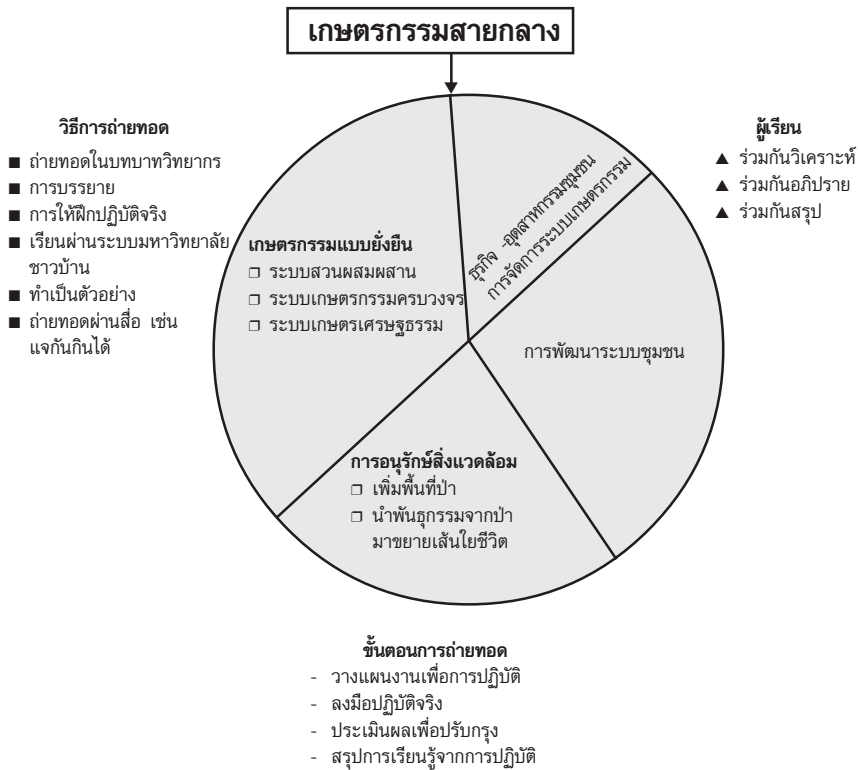 เกษตรกรรมสายกลาง
วิธีการถ่ายทอด
■ ถ่ายทอดในบทบาทวิทยากร
■ การบรรยาย
■ การให้ฝึกปฏิบัติจริง
■ เรียนผ่านระบบมหาวิทยาลัย
ชาวบ้าน
■ ทำเป็นตัวอย่าง
■ ถ่ายทอดผ่านสื่อ เช่น
แจกันกินได้
เกษตรกรรมแบบยั่งยืน
❒ ระบบสวนผสมผสาน
❒ ระบบเกษตรกรรมครบวงจร
❒ ระบบเกษตรเศรษฐธรรม
ธุรกิจ -อุตสาหกรรมชุมชน
การจัดการระบบเกษตรกรรม
ผู้เรียน
▲ ร่วมกันวิเคราะห์
▲ ร่วมกันอภิปราย
▲ ร่วมกันสรุป
การพัฒนาระบบชุมชน
การอนุรักษ์สิ่งแวดล้อม
❒ เพิ่มพื้นที่ป่า
❒ นำพันธุกรรมจากป่า
มาขยายเส้นใยชีวิต
ขั้นตอนการถ่ายทอด
- วางแผนงานเพื่อการปฏิบัติ
- ลงมือปฏิบัติจริง
- ประเมินผลเพื่อปรับกรุง
- สรุปการเรียนรู้จากการปฏิบัติ